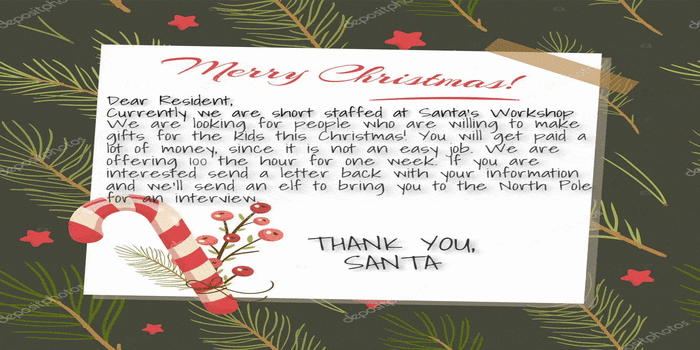 Merry Christmas!
Dear Resident,
Currently we are short staffed at Santa's Workshop
We are looking for people who are willing to make
gifts for the kids this Christmas! You will get paid a
lot of money, since it is not an easy job. We are
offering 100 the hour for one week. If you are
interested send a letter back with your information
and we'll send an elf to bring you to the North Pole
for an interview.
THANK YOU,
SANTA
depositphotos
depositphotos
depositphotos
depositphotos
depositphotos